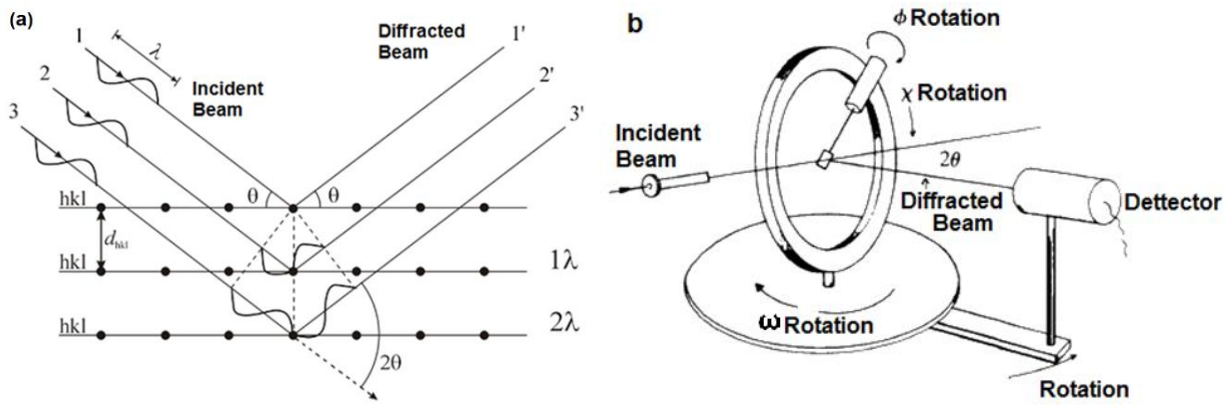 (a)
1
λ
Incident
Beam
2
3
Diffracted
Beam
1'
2'
3'
θ
θ
hkl
d_hkl
hkl
1λ
hkl
2λ
2θ
b
ϕ Rotation
χ Rotation
Incident
Beam
2θ
Diffracted
Beam
Dettector
ω Rotation
Rotation